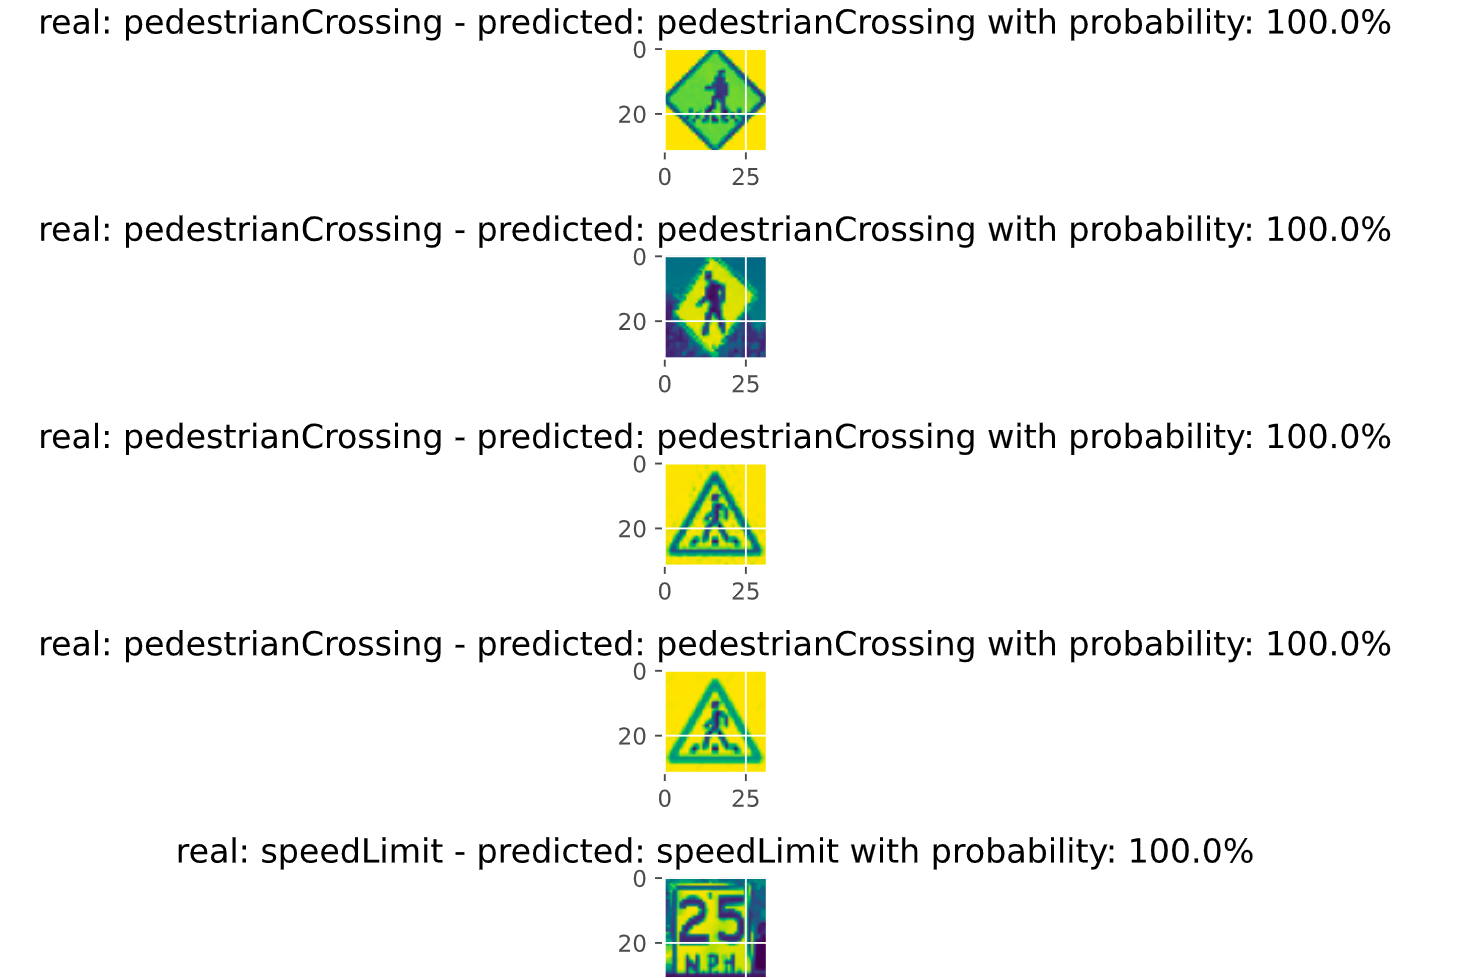 real: pedestrianCrossing - predicted: pedestrianCrossing with probability: 100.0%
0
20
0 25
real: pedestrianCrossing - predicted: pedestrianCrossing with probability: 100.0%
0
20
0 25
real: pedestrianCrossing - predicted: pedestrianCrossing with probability: 100.0%
0
20
0 25
real: pedestrianCrossing - predicted: pedestrianCrossing with probability: 100.0%
0
20
0 25
real: speedLimit - predicted: speedLimit with probability: 100.0%
0
25
20
N.P.H.